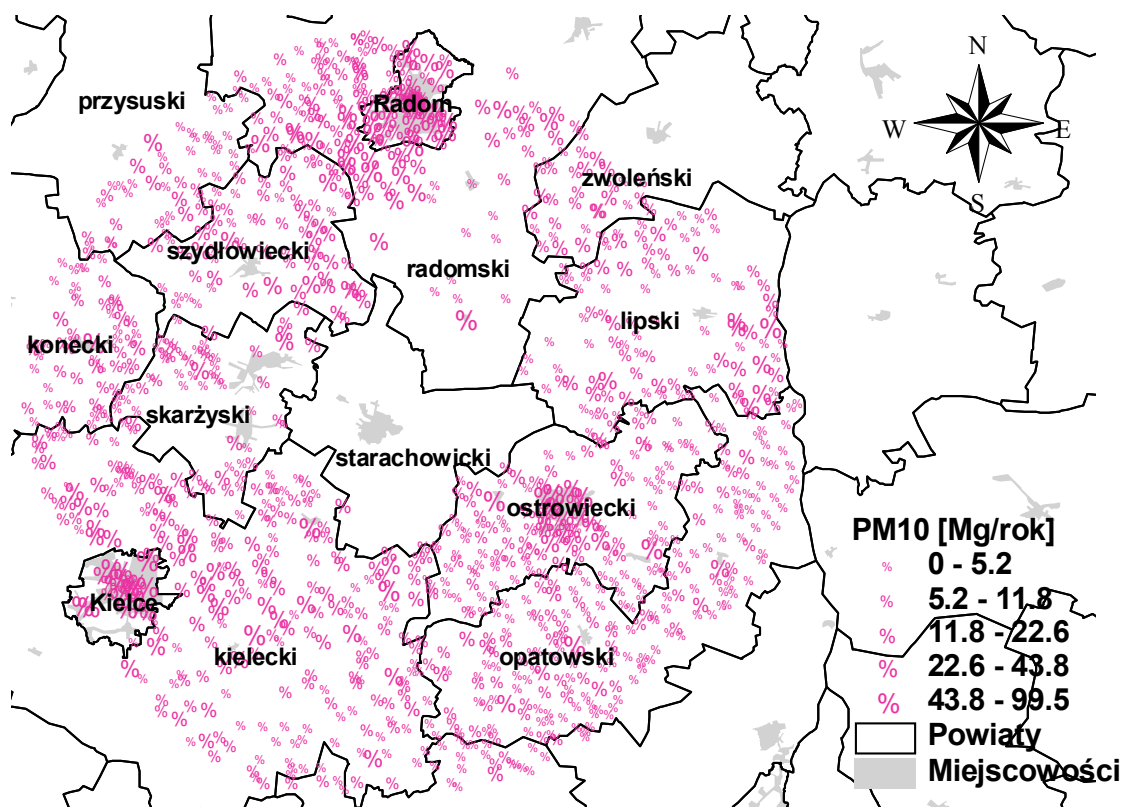 N
przysuski
Radom
W
E
zwoleński
S
szydłowiecki
radomski
lipski
konecki
skarżyski
starachowicki
ostrowiecki
PM10 [Mg/rok]
% 0 - 5.2
% 5.2 - 11.8
% 11.8 - 22.6
% 22.6 - 43.8
% 43.8 - 99.5
Kielce
kielecki
opatowski
Powiaty
Miejscowości